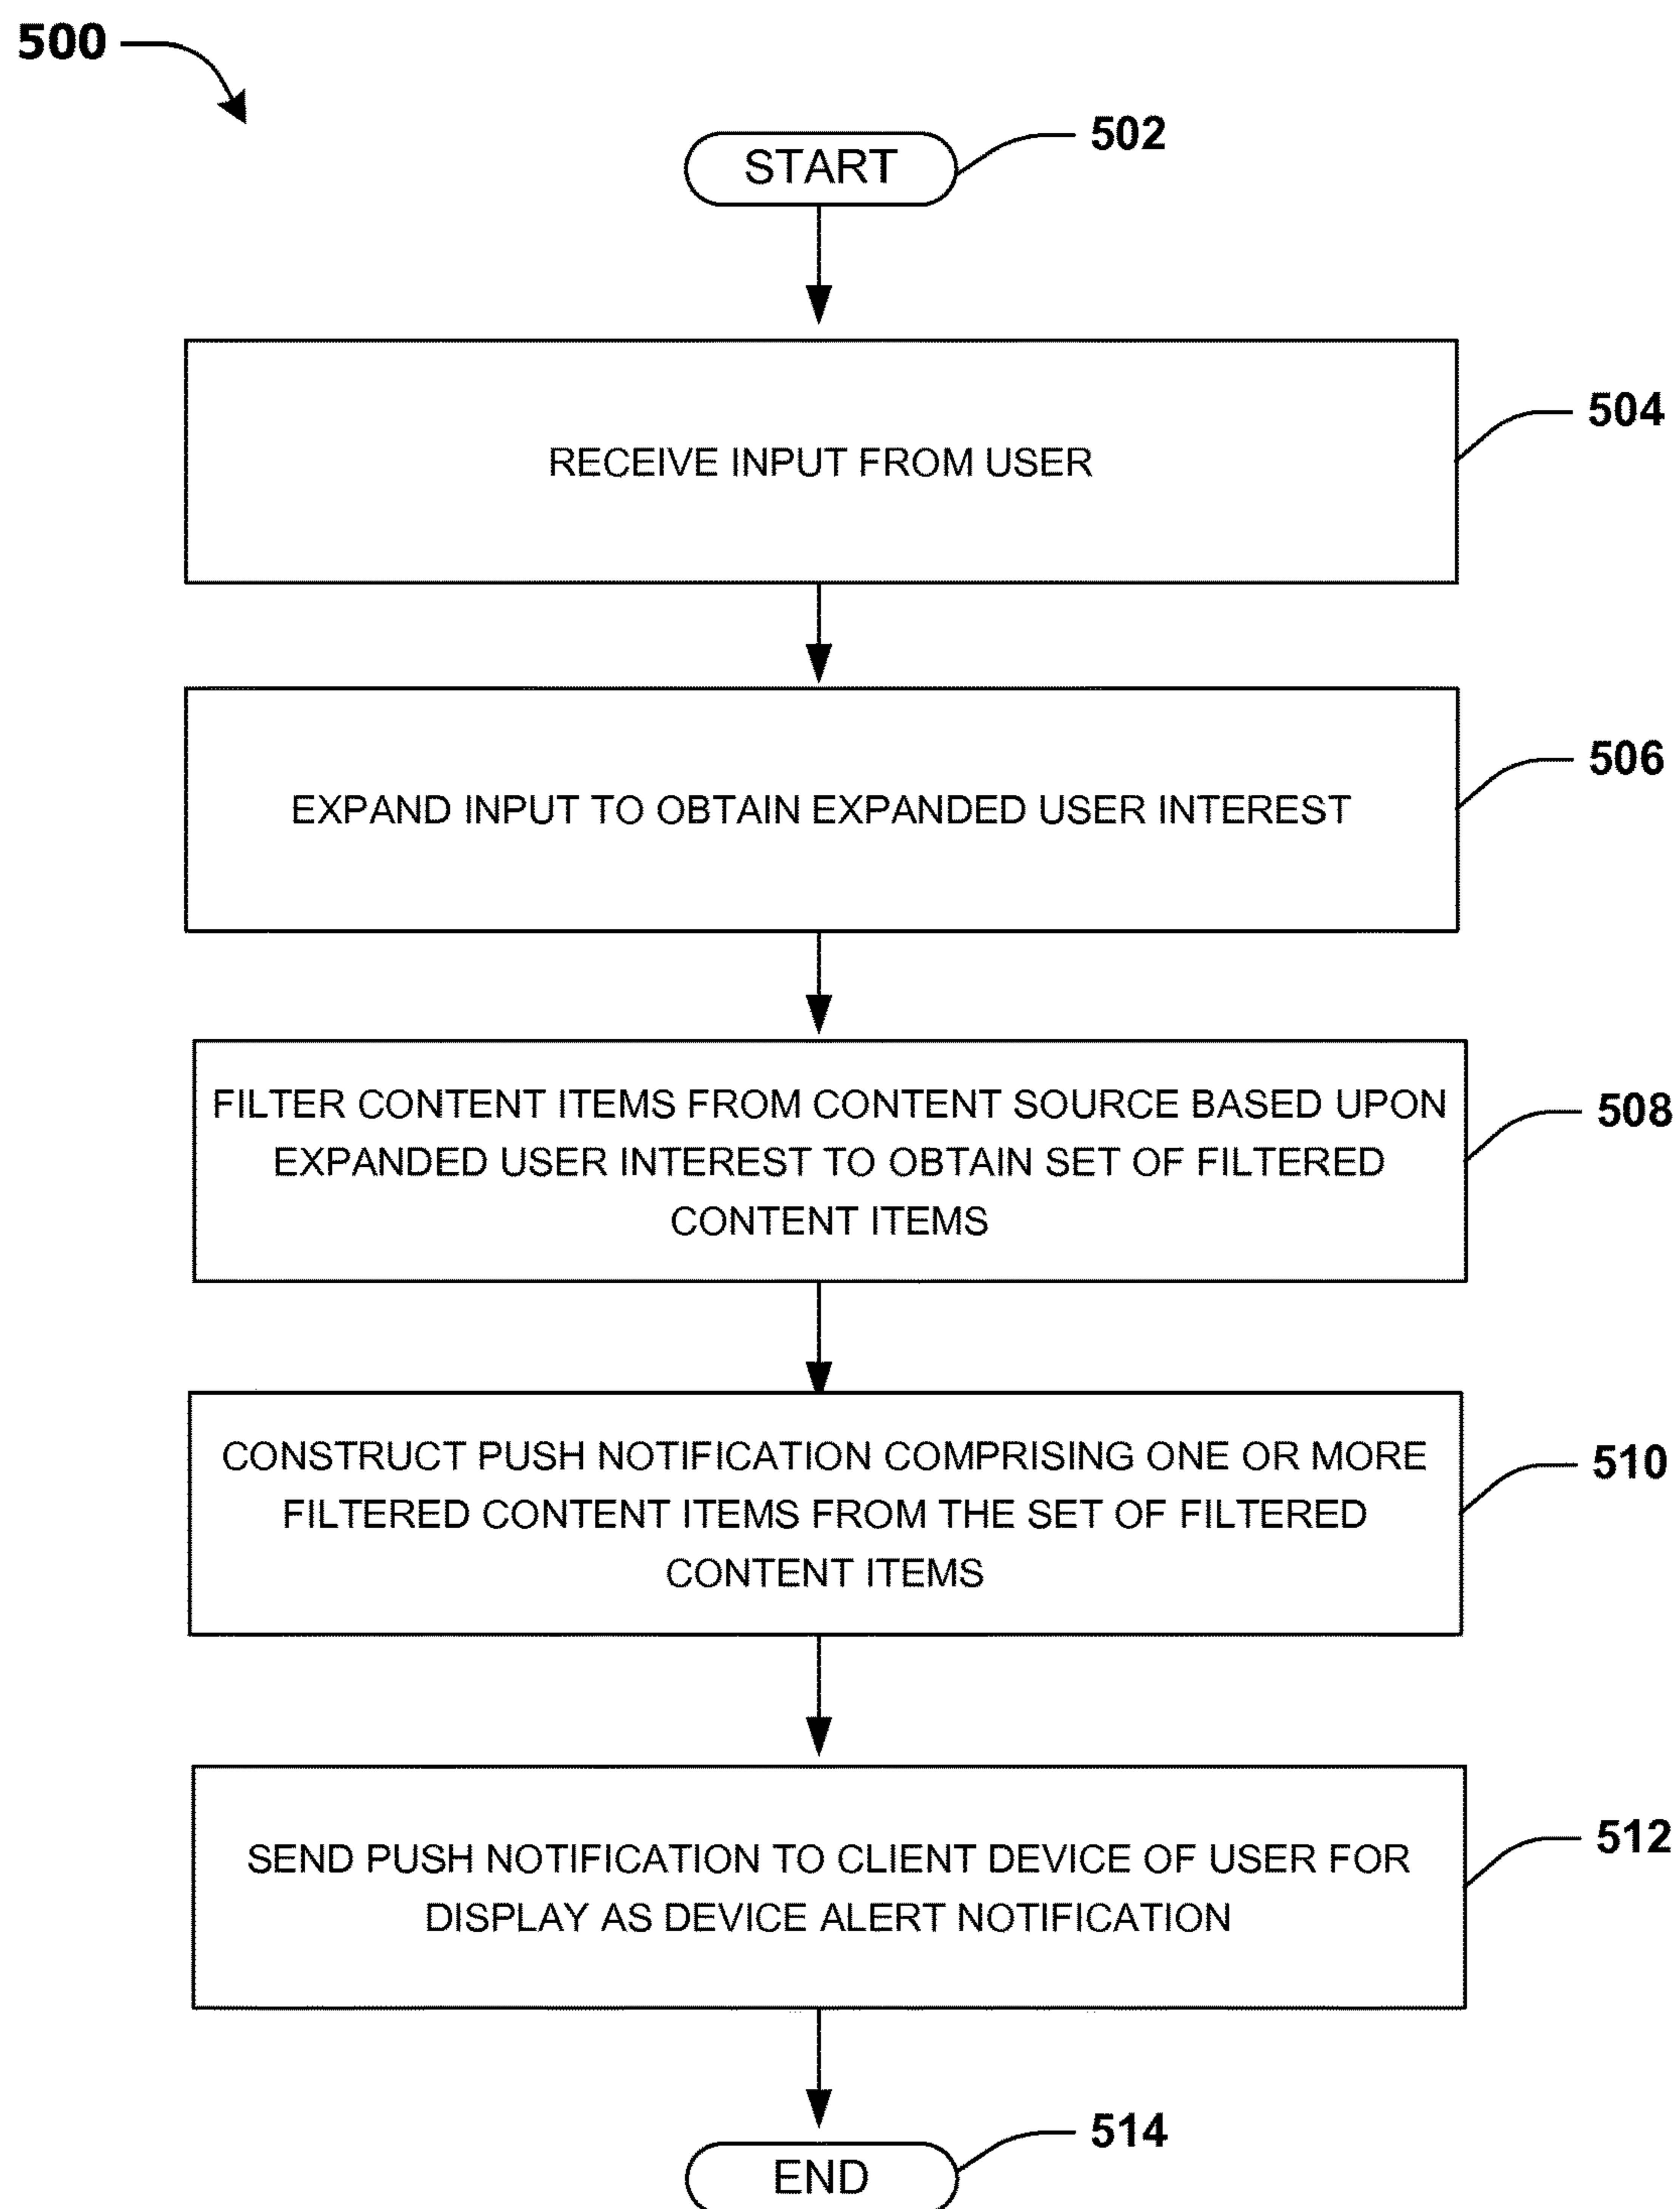 500
START
502
RECEIVE INPUT FROM USER
504
EXPAND INPUT TO OBTAIN EXPANDED USER INTEREST
506
FILTER CONTENT ITEMS FROM CONTENT SOURCE BASED UPON
EXPANDED USER INTEREST TO OBTAIN SET OF FILTERED
CONTENT ITEMS
508
CONSTRUCT PUSH NOTIFICATION COMPRISING ONE OR MORE
FILTERED CONTENT ITEMS FROM THE SET OF FILTERED
CONTENT ITEMS
510
SEND PUSH NOTIFICATION TO CLIENT DEVICE OF USER FOR
DISPLAY AS DEVICE ALERT NOTIFICATION
512
END
514